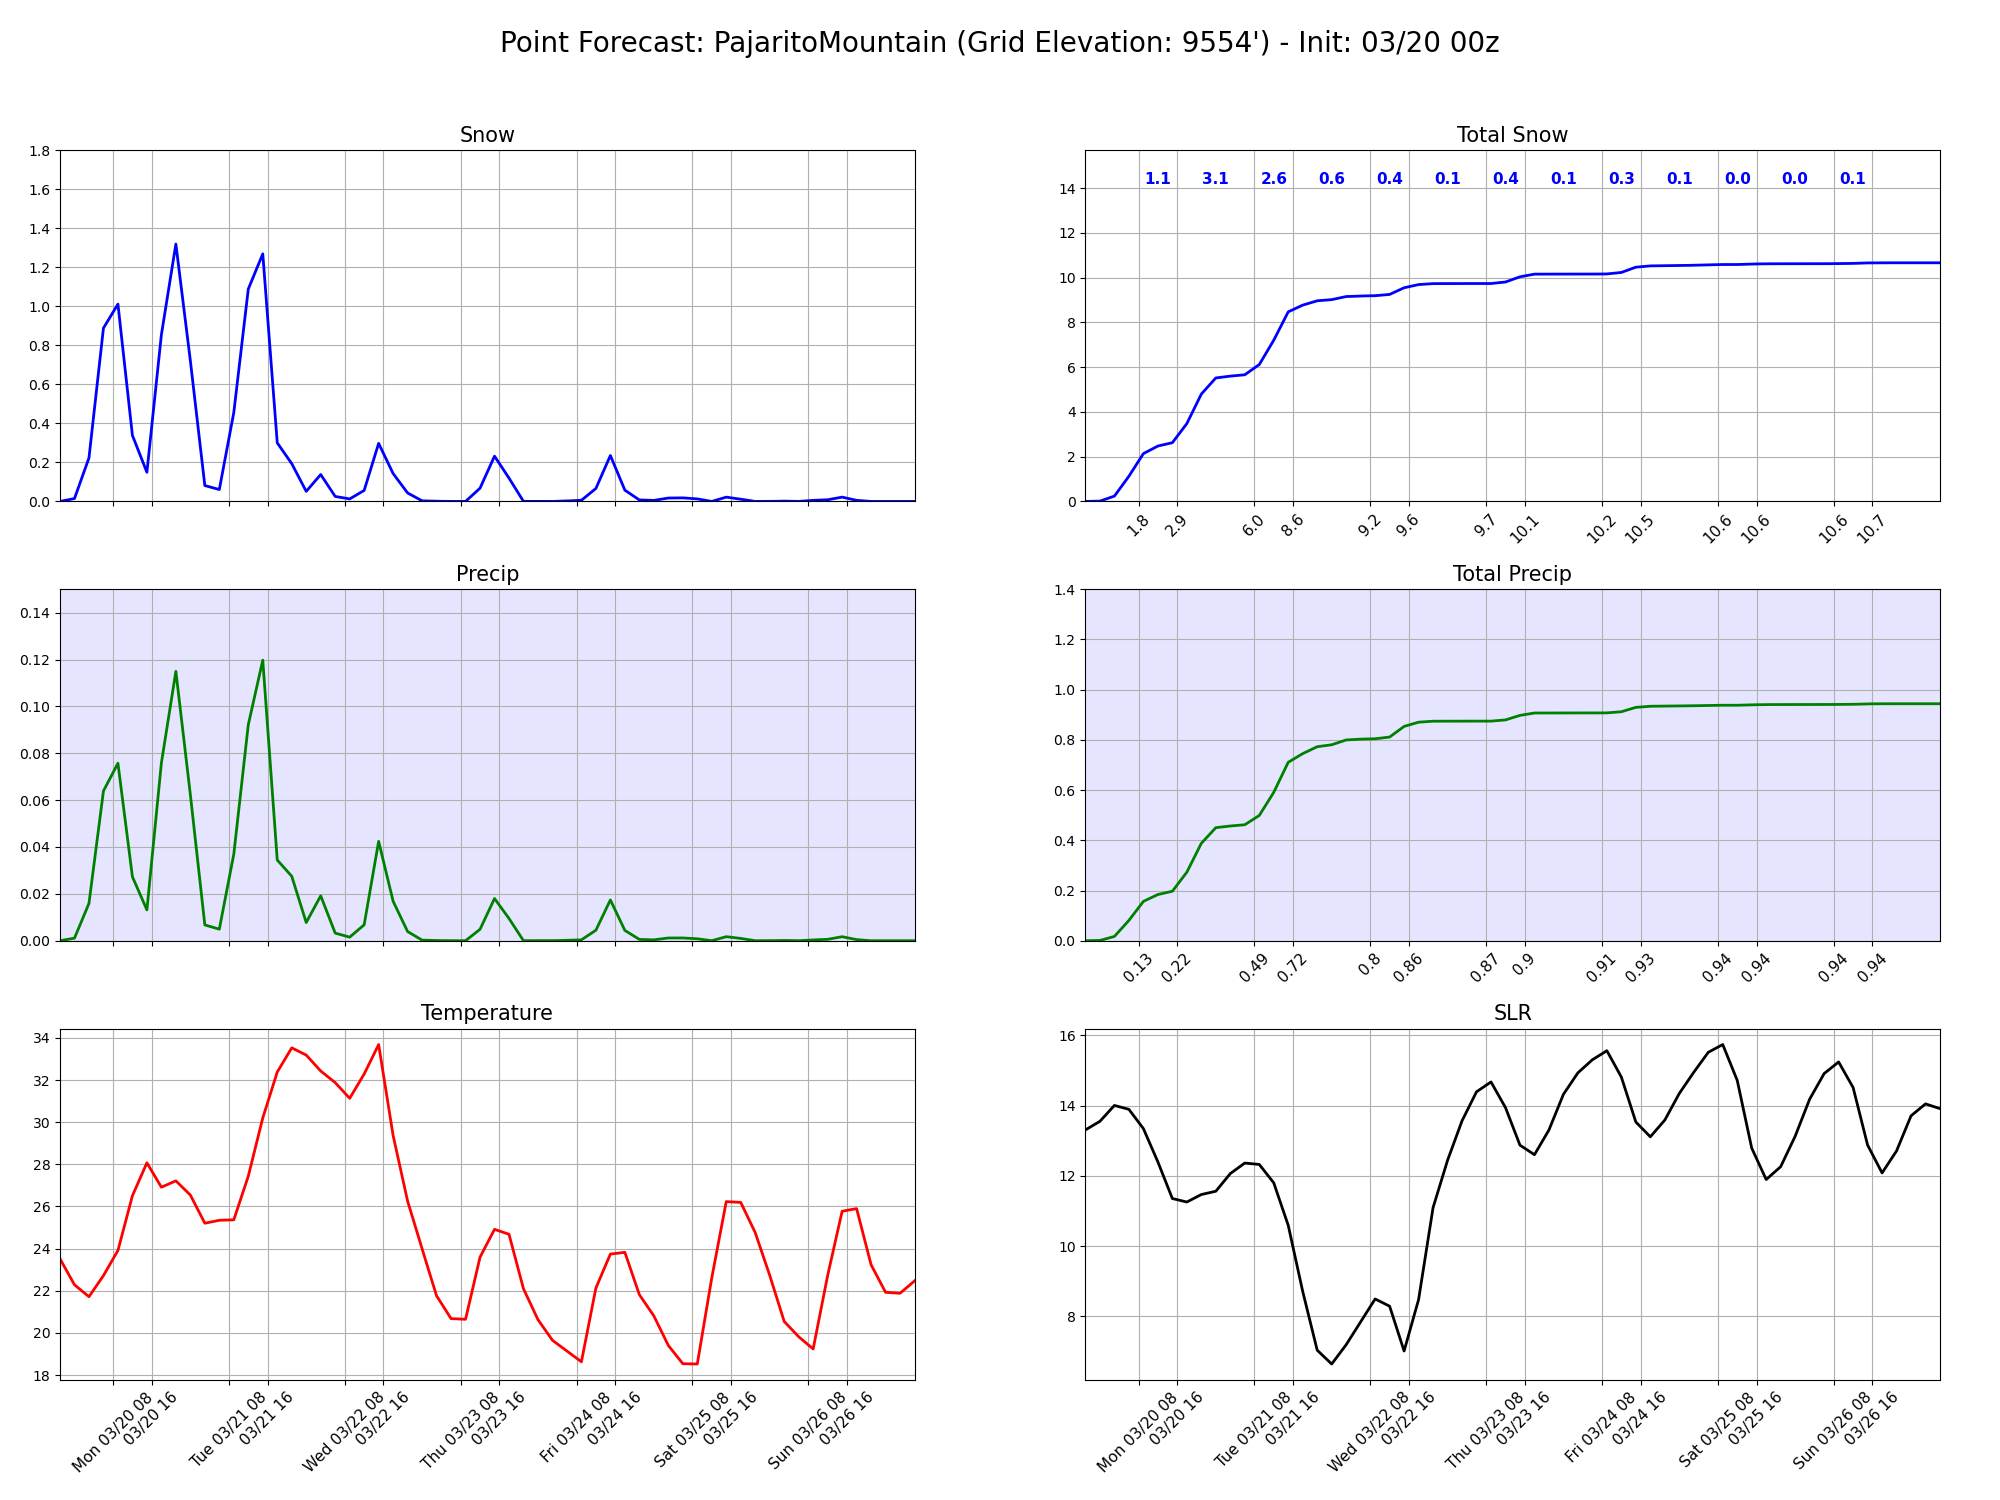 Point Forecast: PajaritoMountain (Grid Elevation: 9554') - Init: 03/20 00z
Snow
1.8
1.6
1.4
1.2
1.0
0.8
0.6
0.4
0.2
0.0
Total Snow
1.1 3.1 2.6 0.6 0.4 0.1 0.4 0.1 0.3 0.1 0.0 0.0 0.1
14
12
10
8
6
4
2
0
1.8 2.9 6.0 8.6 9.2 9.6 9.7 10.1 10.2 10.5 10.6 10.6 10.6 10.7
Precip
0.14
0.12
0.10
0.08
0.06
0.04
0.02
0.00
Total Precip
1.4
1.2
1.0
0.8
0.6
0.4
0.2
0.0
0.13 0.22 0.49 0.72 0.8 0.86 0.87 0.9 0.91 0.93 0.94 0.94 0.94 0.94
Temperature
34
32
30
28
26
24
22
20
18
Mon 03/20 08
03/20 16
Tue 03/21 08
03/21 16
Wed 03/22 08
03/22 16
Thu 03/23 08
03/23 16
Fri 03/24 08
03/24 16
Sat 03/25 08
03/25 16
Sun 03/26 08
03/26 16
SLR
16
14
12
10
8
Mon 03/20 08
03/20 16
Tue 03/21 08
03/21 16
Wed 03/22 08
03/22 16
Thu 03/23 08
03/23 16
Fri 03/24 08
03/24 16
Sat 03/25 08
03/25 16
Sun 03/26 08
03/26 16